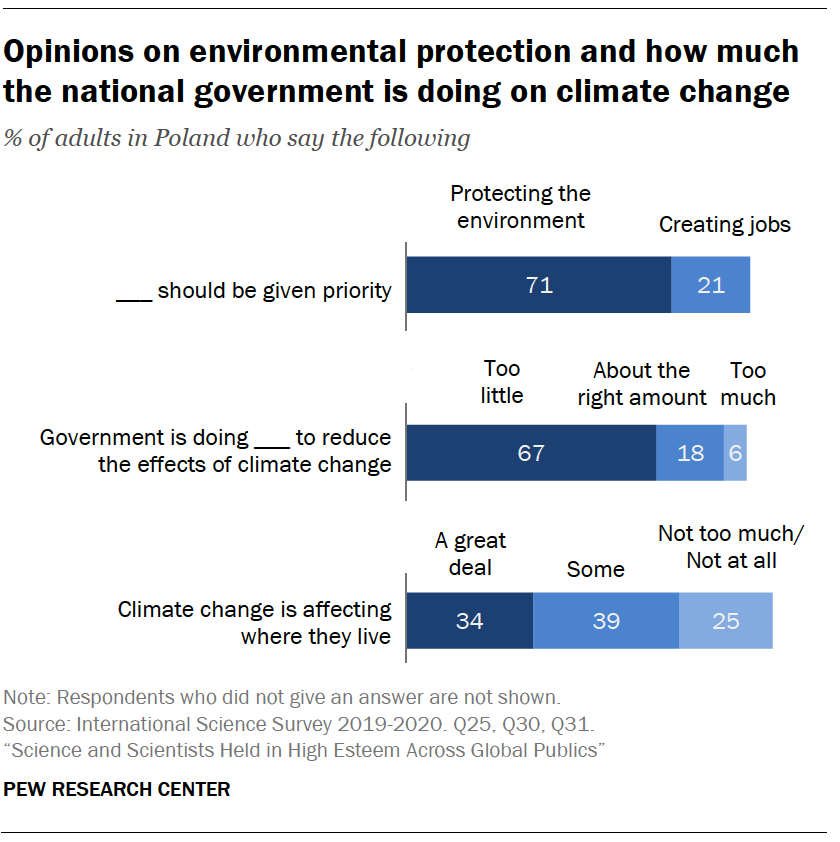 Opinions on environmental protection and how much
the national government is doing on climate change
% of adults in Poland who say the following
Protecting the
environment
Creating jobs
___ should be given priority
71
21
Too
little
About the
right amount
Too
much
Government is doing ___ to reduce
the effects of climate change
67
18
6
A great
deal
Some
Not too much/
Not at all
Climate change is affecting
where they live
34
39
25
Note: Respondents who did not give an answer are not shown.
Source: International Science Survey 2019-2020. Q25, Q30, Q31.
“Science and Scientists Held in High Esteem Across Global Publics”
PEW RESEARCH CENTER